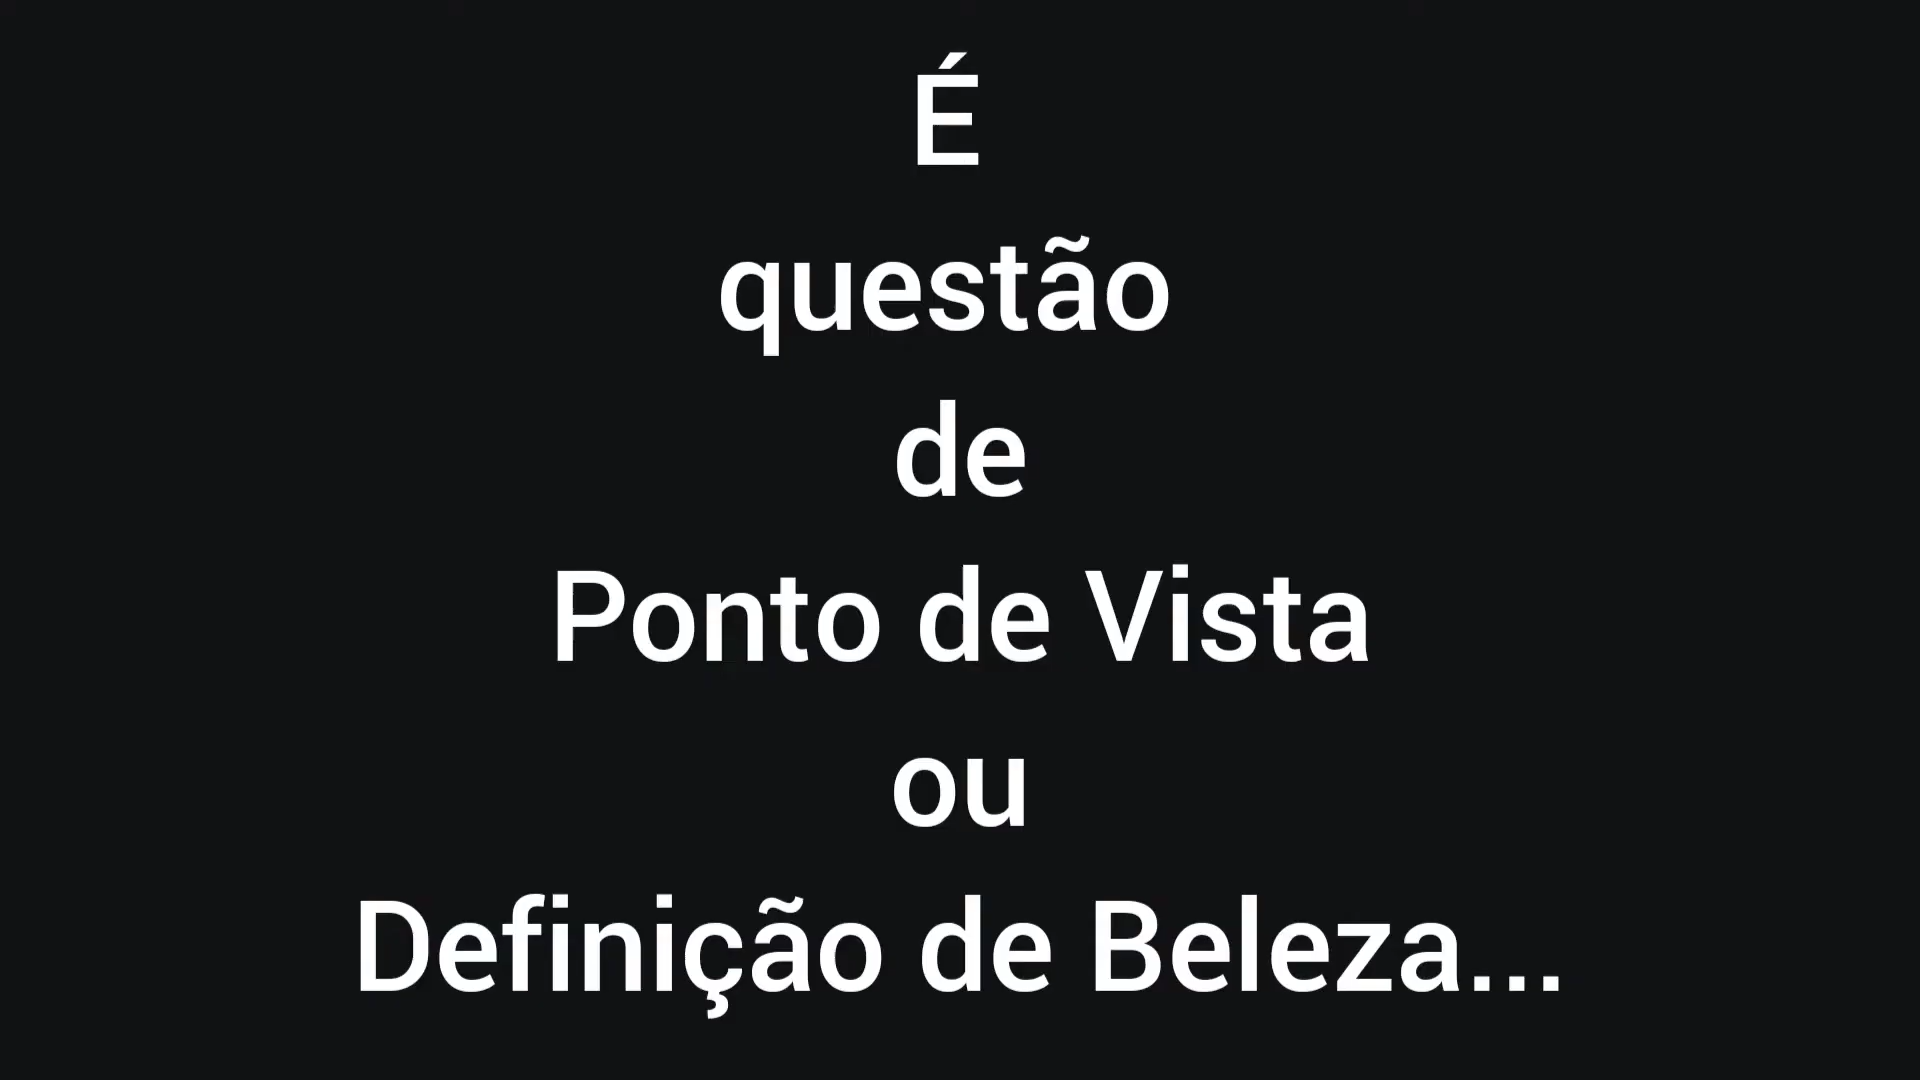 É
questão
de
Ponto de Vista
ou
Definição de Beleza...